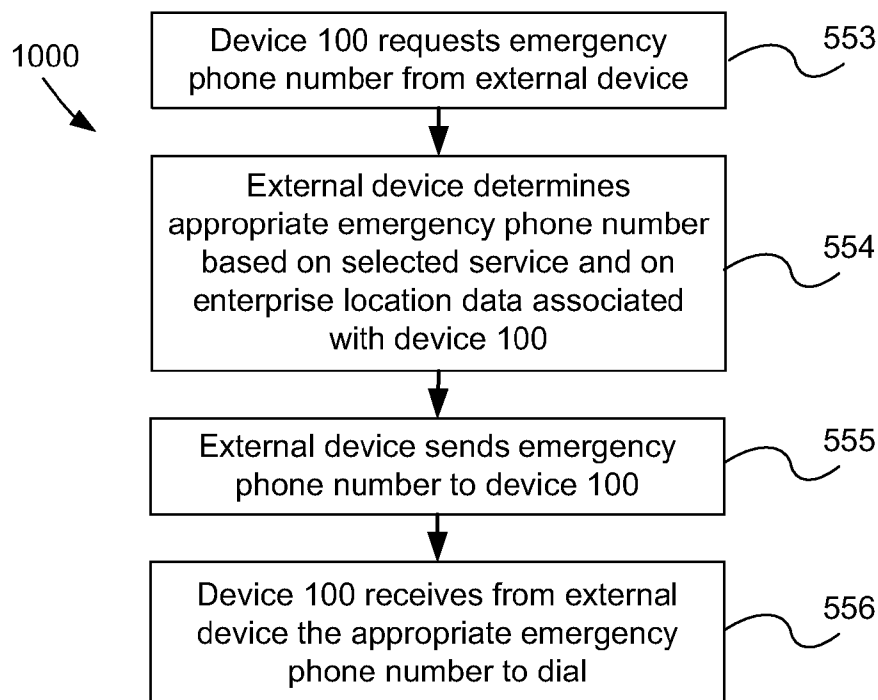 1000
Device 100 requests emergency
phone number from external device
553
External device determines
appropriate emergency phone number
based on selected service and on
enterprise location data associated
with device 100
554
External device sends emergency
phone number to device 100
555
Device 100 receives from external
device the appropriate emergency
phone number to dial
556